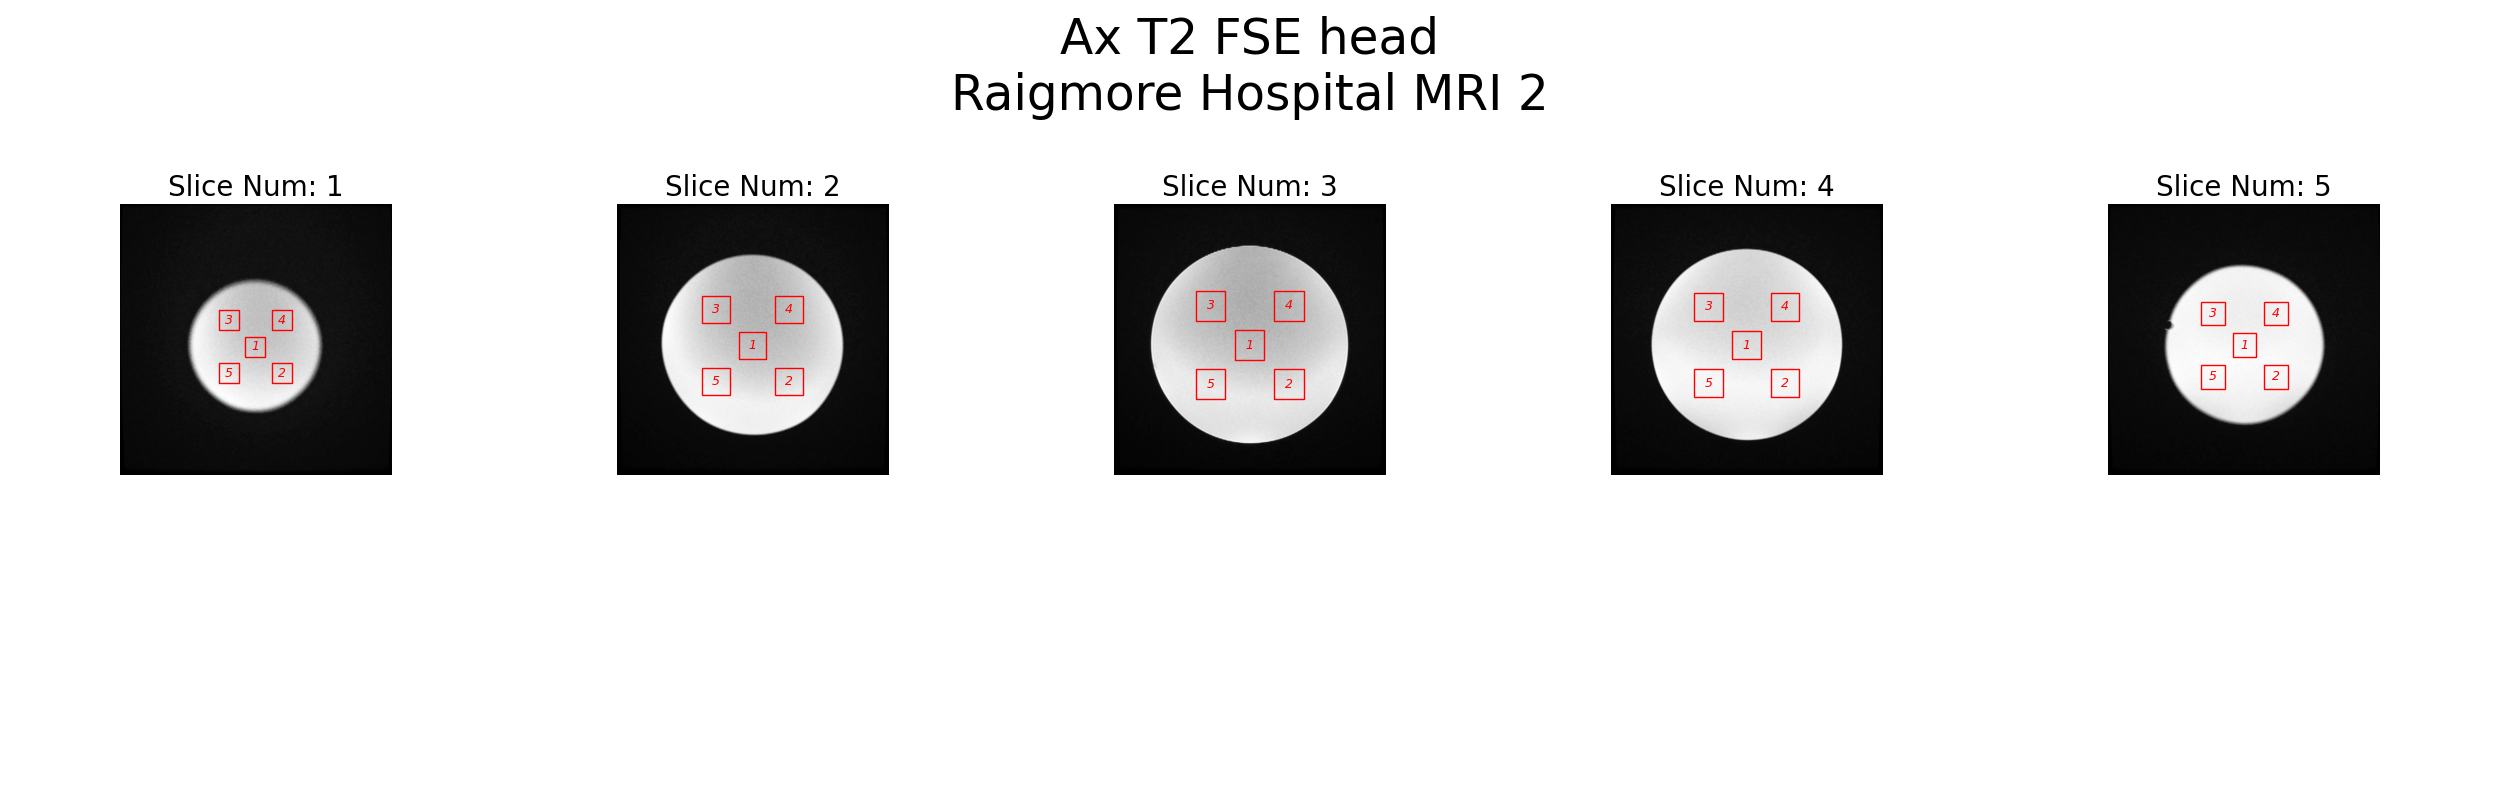 Ax T2 FSE head
Raigmore Hospital MRI 2
Slice Num: 1
3 4
1
5 2
Slice Num: 2
3 4
1
5 2
Slice Num: 3
3 4
1
5 2
Slice Num: 4
3 4
1
5 2
Slice Num: 5
3 4
1
5 2